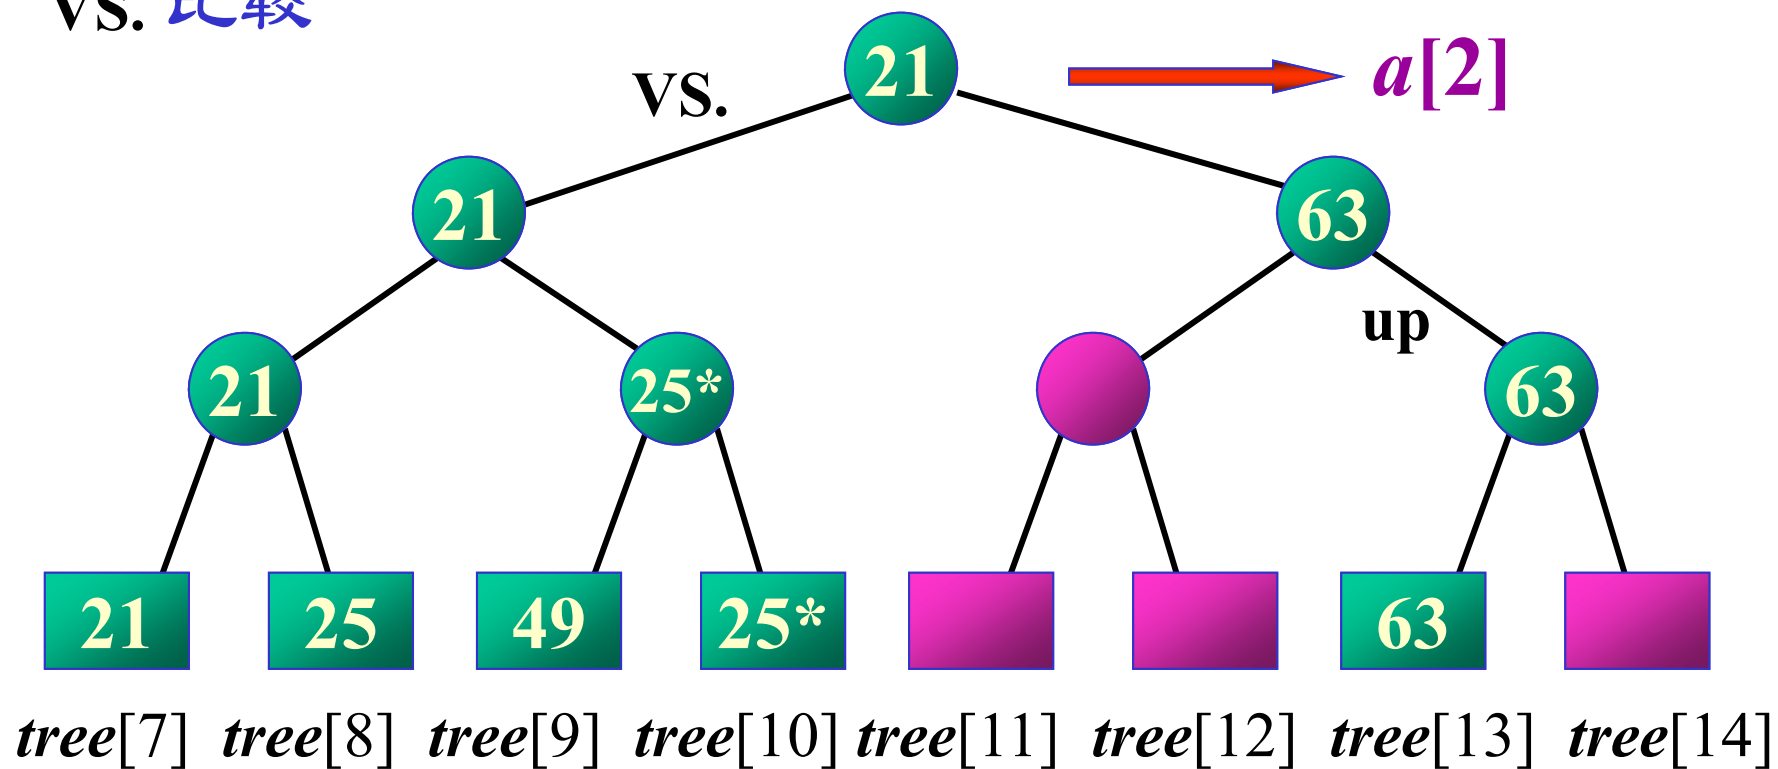 vs. 比較
21
vs.
a[2]
21
63
up
21
25*
63
21 25 49 25* 63
tree[7] tree[8] tree[9] tree[10] tree[11] tree[12] tree[13] tree[14]